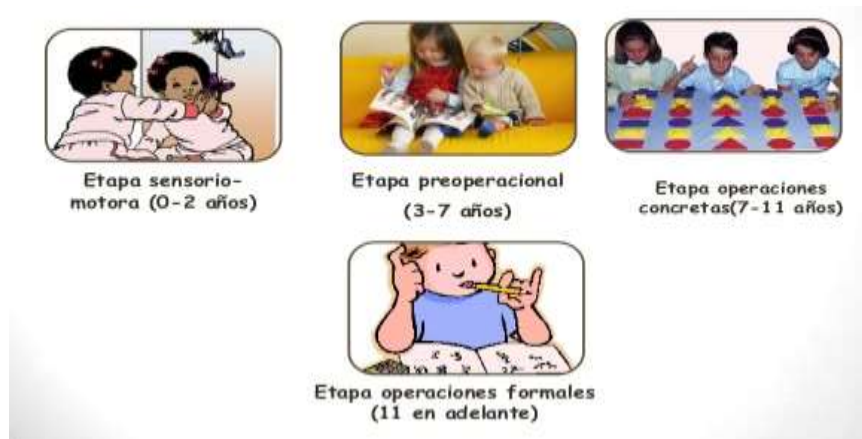 Etapa sensorio-
motora (0-2 años)
Etapa preoperacional
(3-7 años)
Etapa operaciones
concretas(7-11 años)
Etapa operaciones formales
(11 en adelante)